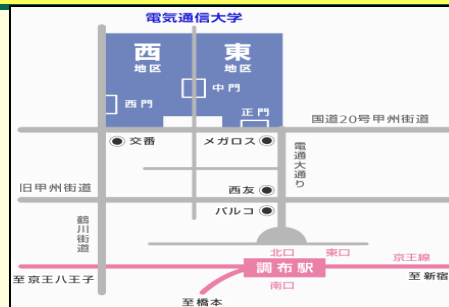 電気通信大学
西
地区
東
地区
中門
西門
正門
国道20号甲州街道
交番
メガロス
電通大通り
西友
旧甲州街道
パルコ
鶴川街道
北口
東口
京王線
調布駅
至京王八王子
南口
至新宿
至橋本